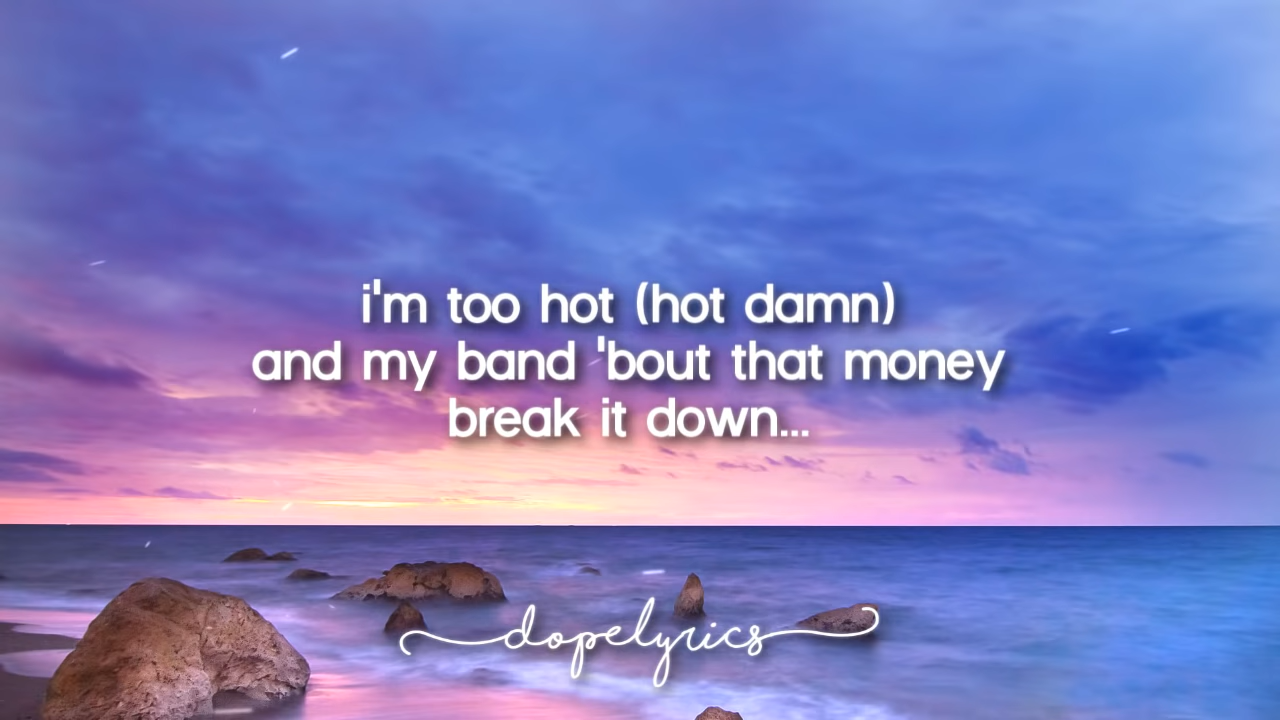 i'm too hot (hot damn)
and my band 'bout that money
break it down...
dopelyrics